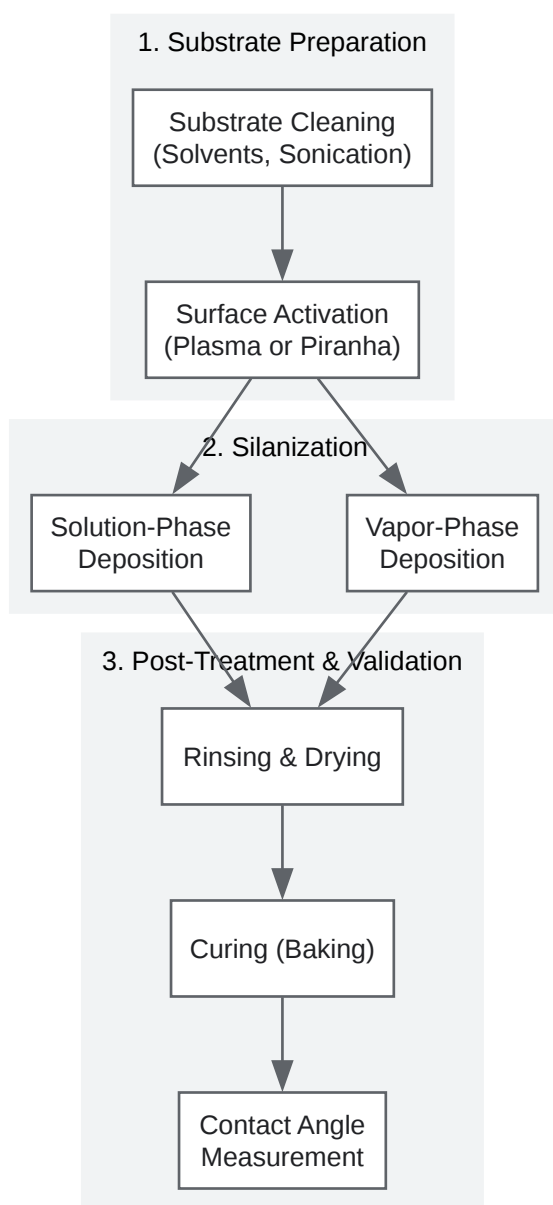 1. Substrate Preparation
Substrate Cleaning
(Solvents, Sonication)
Surface Activation
(Plasma or Piranha)
2. Silanization
Solution-Phase
Deposition
Vapor-Phase
Deposition
3. Post-Treatment & Validation
Rinsing & Drying
Curing (Baking)
Contact Angle
Measurement